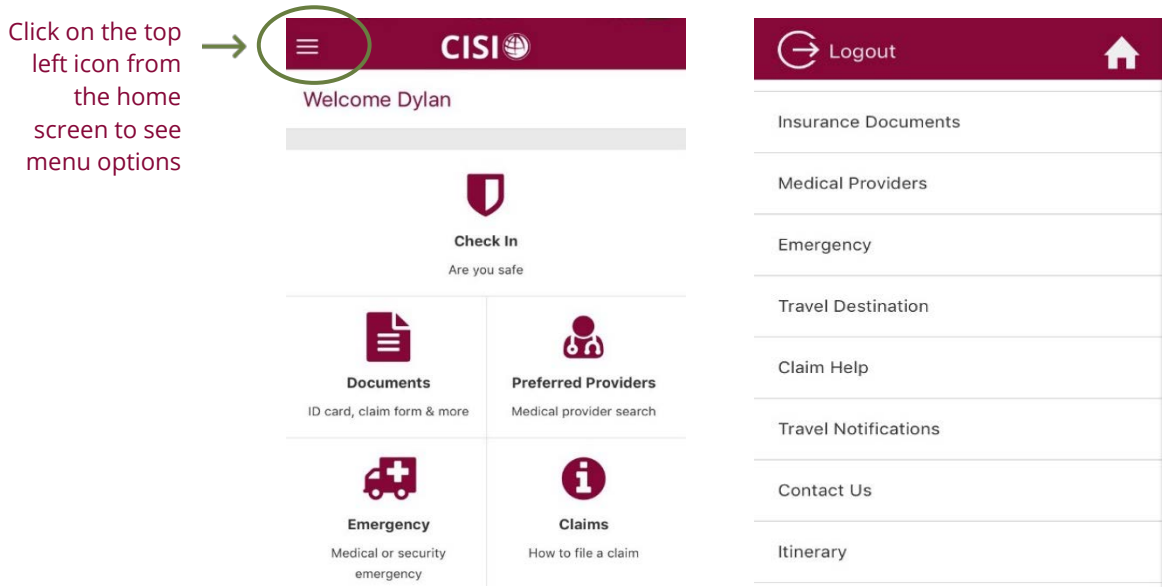 Click on the top
left icon from
the home
screen to see
menu options
CISI
Welcome Dylan
Check In
Are you safe
Documents
ID card, claim form & more
Preferred Providers
Medical provider search
Emergency
Medical or security
emergency
Claims
How to file a claim
Logout
Insurance Documents
Medical Providers
Emergency
Travel Destination
Claim Help
Travel Notifications
Contact Us
Itinerary